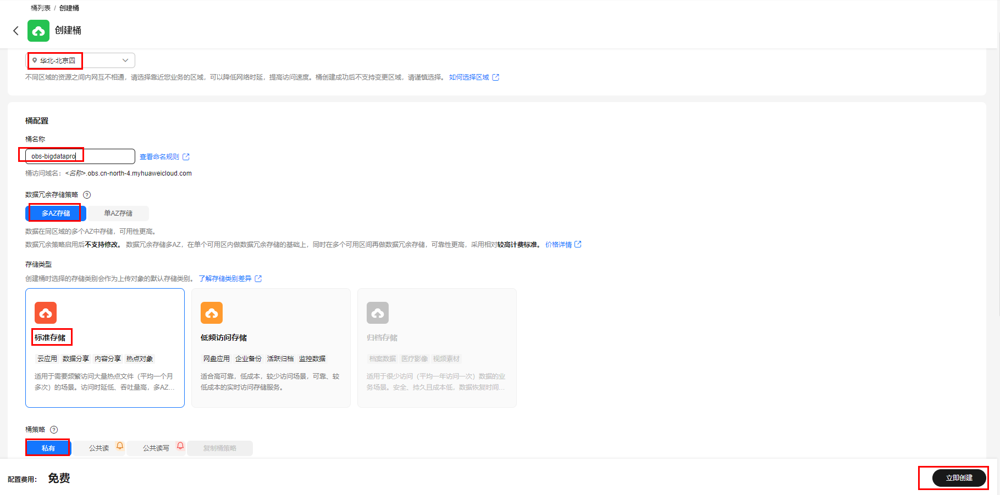 桶列表 / 创建桶
创建桶
华北-北京四
不同区域的资源之间内网互不相通，请选择靠近您业务的区域，可以降低网络时延，提高访问速度。桶创建成功后不支持变更区域，请谨慎选择。 如何选择区域
桶配置
桶名称
obs-bigdatapro 查看命名规则
桶访问域名：<名称>.obs.cn-north-4.myhuaweicloud.com
数据冗余存储策略 ?
多AZ存储 单AZ存储
数据在同区域的多个AZ中存储，可用性更高。
数据冗余策略启用后不支持修改。 数据冗余存储多AZ，在单个可用区内做数据冗余存储的基础上，同时在多个可用区间再做数据冗余存储，可靠性更高，采用相对较高计费标准。 价格详情
存储类型
创建桶时选择的存储类别会作为上传对象的默认存储类别。 了解存储类别差异
标准存储
云应用 数据分享 内容分享 热点对象
适用于需要频繁访问大量热点文件（平均一个月
多次）的场景。访问时延低、吞吐量高，多AZ...
低频访问存储
网盘应用 企业备份 活跃归档 监控数据
适合高可靠，低成本，较少访问场景，可靠、较
低成本的实时访问存储服务。
归档存储
档案数据 医疗影像 视频素材
适用于很少访问（平均一年访问一次）数据的业
务场景。安全、持久且成本低，数据恢复时间...
桶策略 ?
私有 公共读 公共读写 复制桶策略
配置费用： 免费
立即创建